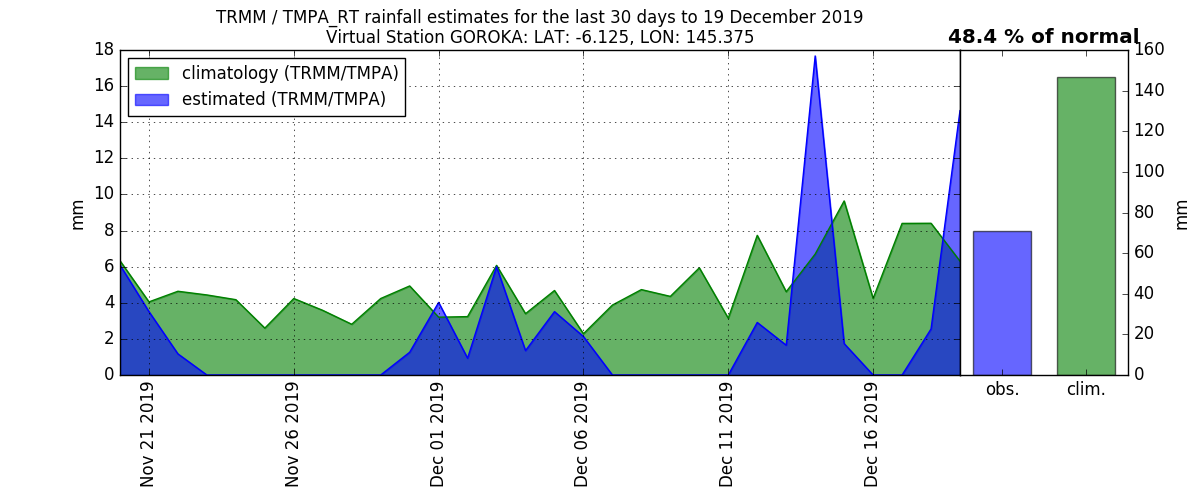 TRMM / TMPA_RT rainfall estimates for the last 30 days to 19 December 2019
Virtual Station GOROKA: LAT: -6.125, LON: 145.375
48.4 % of normal
climatology (TRMM/TMPA)
estimated (TRMM/TMPA)
18
16
14
12
10
8
6
4
2
0
mm
Nov 21 2019
Nov 26 2019
Dec 01 2019
Dec 06 2019
Dec 11 2019
Dec 16 2019
160
140
120
100
80
60
40
20
0
mm
obs.
clim.